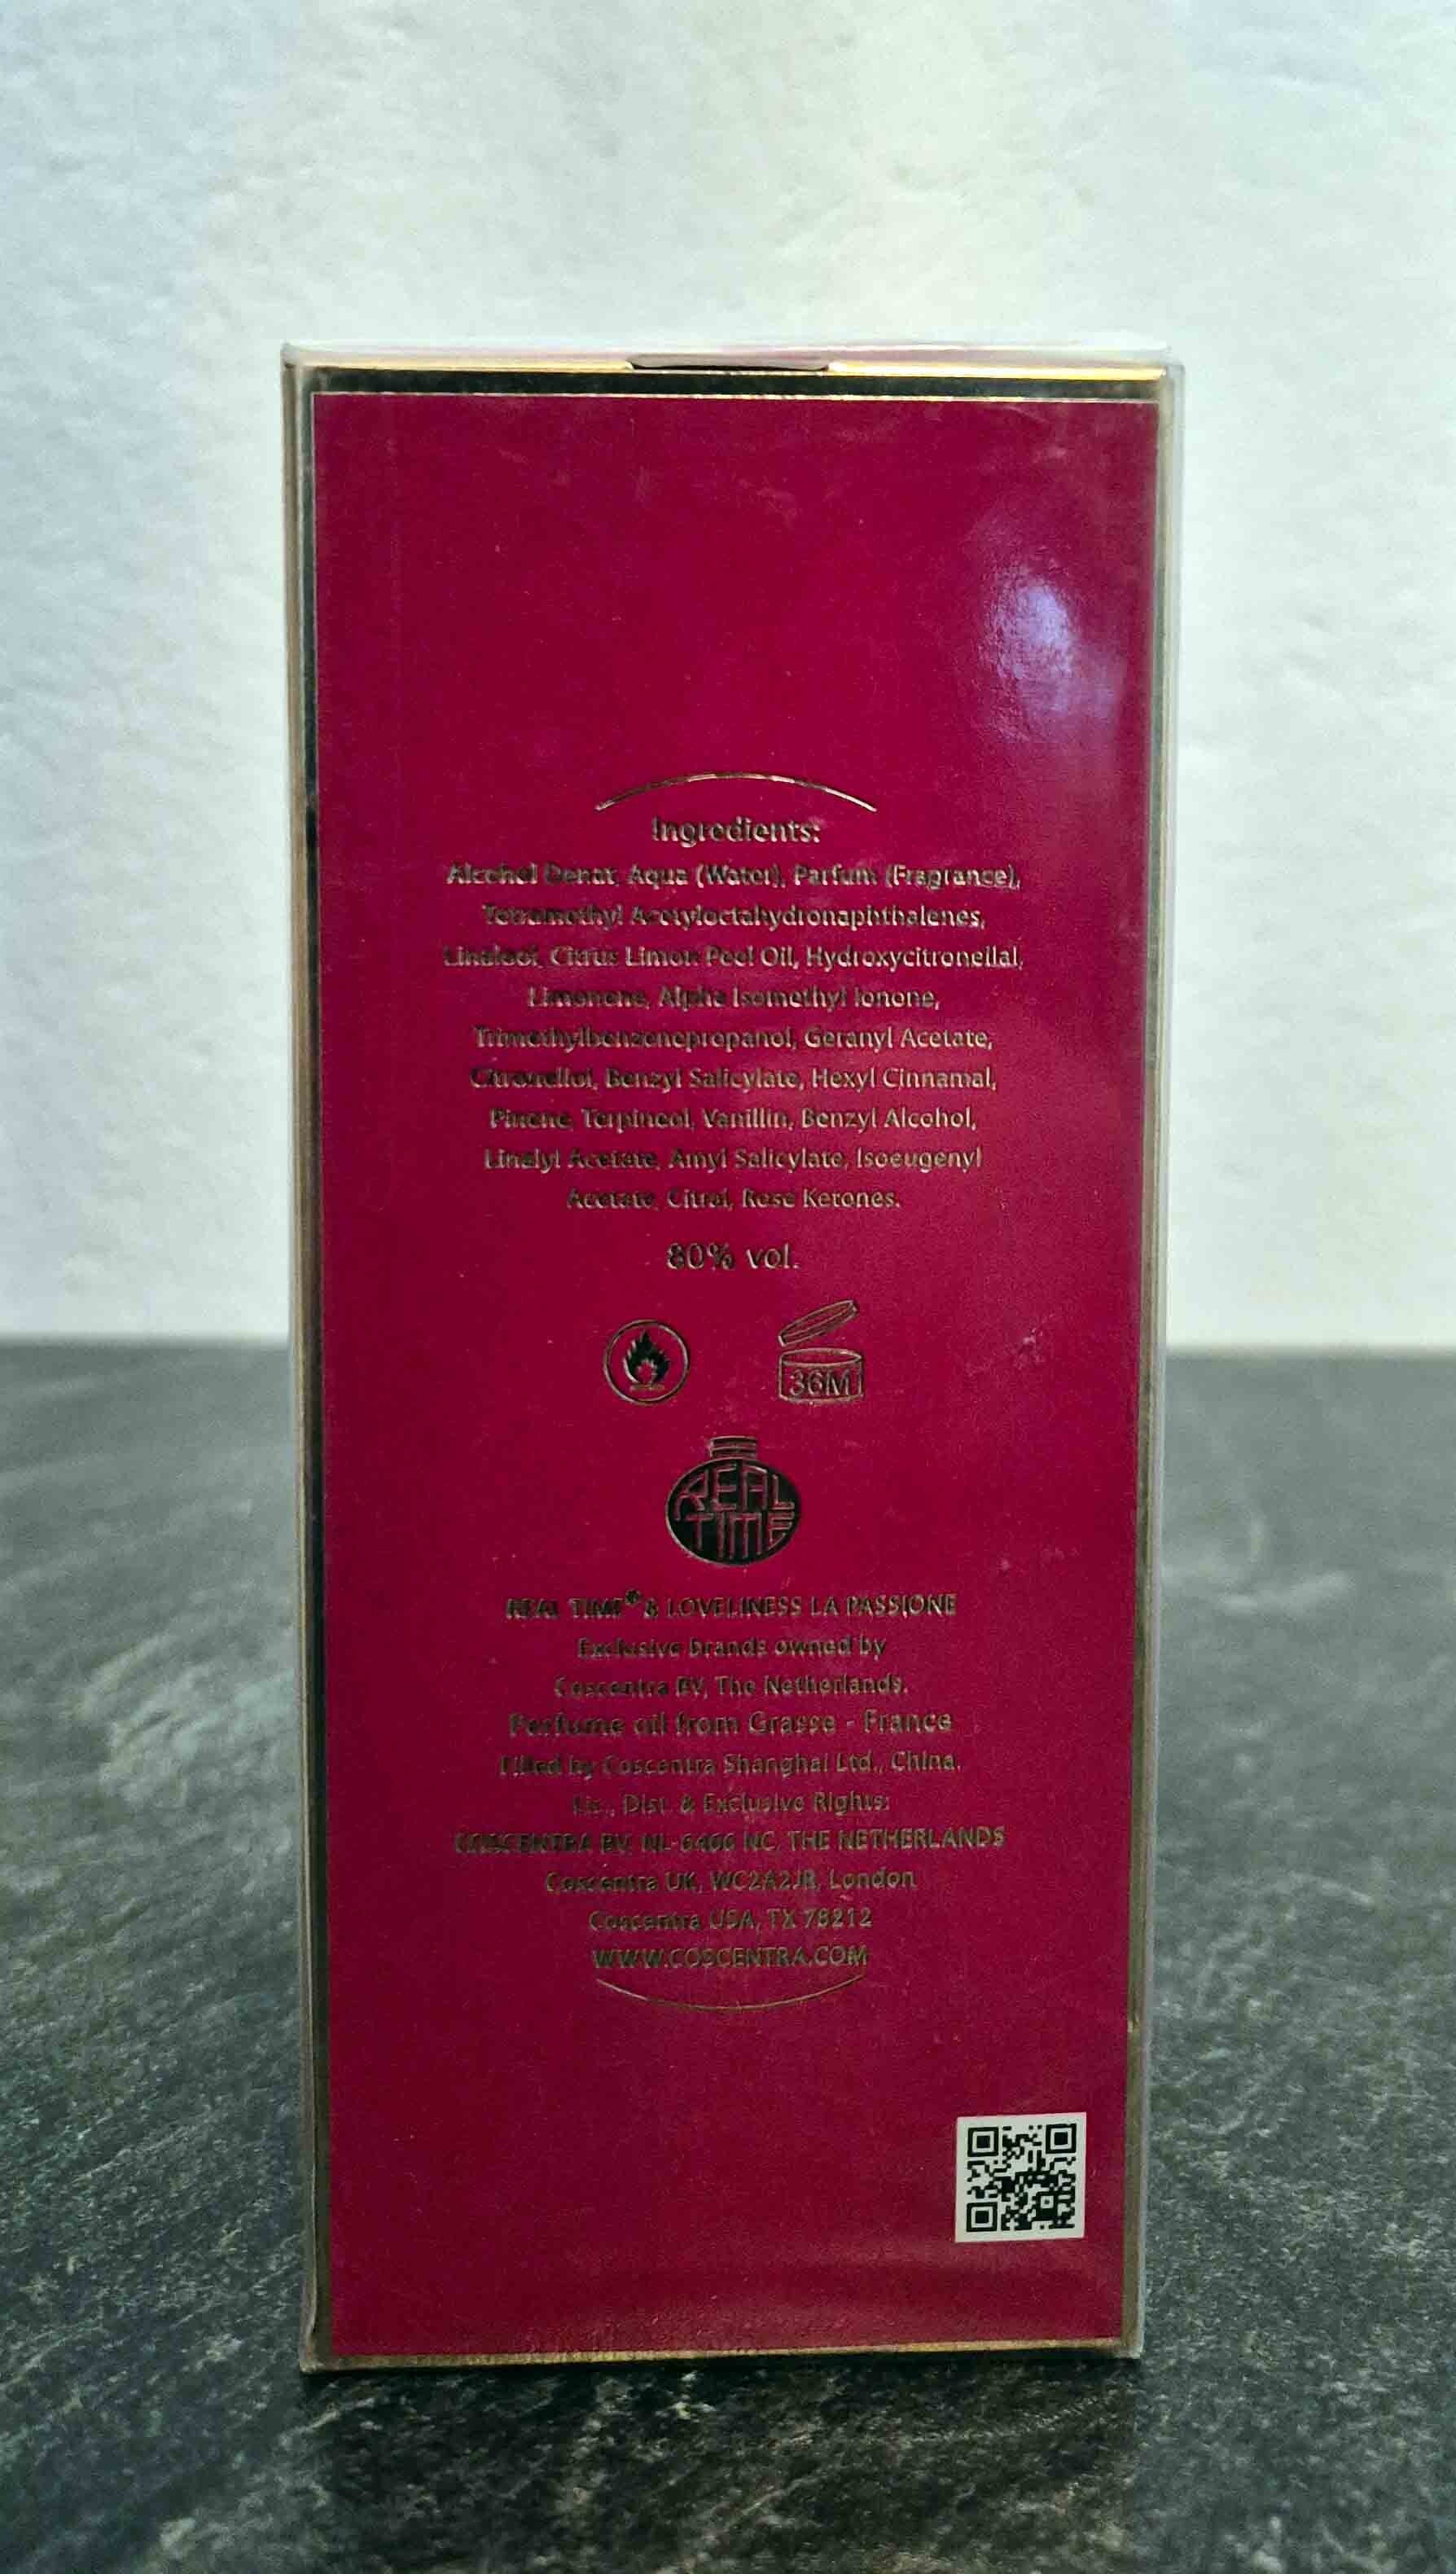 Ingredients:
Alcohol Denat, Aqua (Water), Parfum (Fragrance),
Tetramethyl Acetyloctahydronaphthalenes,
Linalool, Citrus Limon Peel Oil, Hydroxycitronellal,
Limonene, Alpha Isomethyl Ionone,
Trimethylbenzenepropanol, Geranyl Acetate,
Citronellol, Benzyl Salicylate, Hexyl Cinnamal,
Pinene, Terpineol, Vanillin, Benzyl Alcohol,
Linalyl Acetate, Amyl Salicylate, Isoeugenyl
Acetate, Citral, Rose Ketones.
80% vol.
36M
REAL
TIME
REAL TIME® & LOVELINESS LA PASSIONE
Exclusive brands owned by
Coscentra BV, The Netherlands.
Perfume oil from Grasse - France
Filled by Coscentra Shanghai Ltd., China.
Lic., Dist. & Exclusive Rights:
COSCENTRA BV, NL- NC, THE NETHERLANDS
Coscentra UK, WC2A2JR, London
Coscentra USA, TX 78212
WWW.COSCENTRA.COM